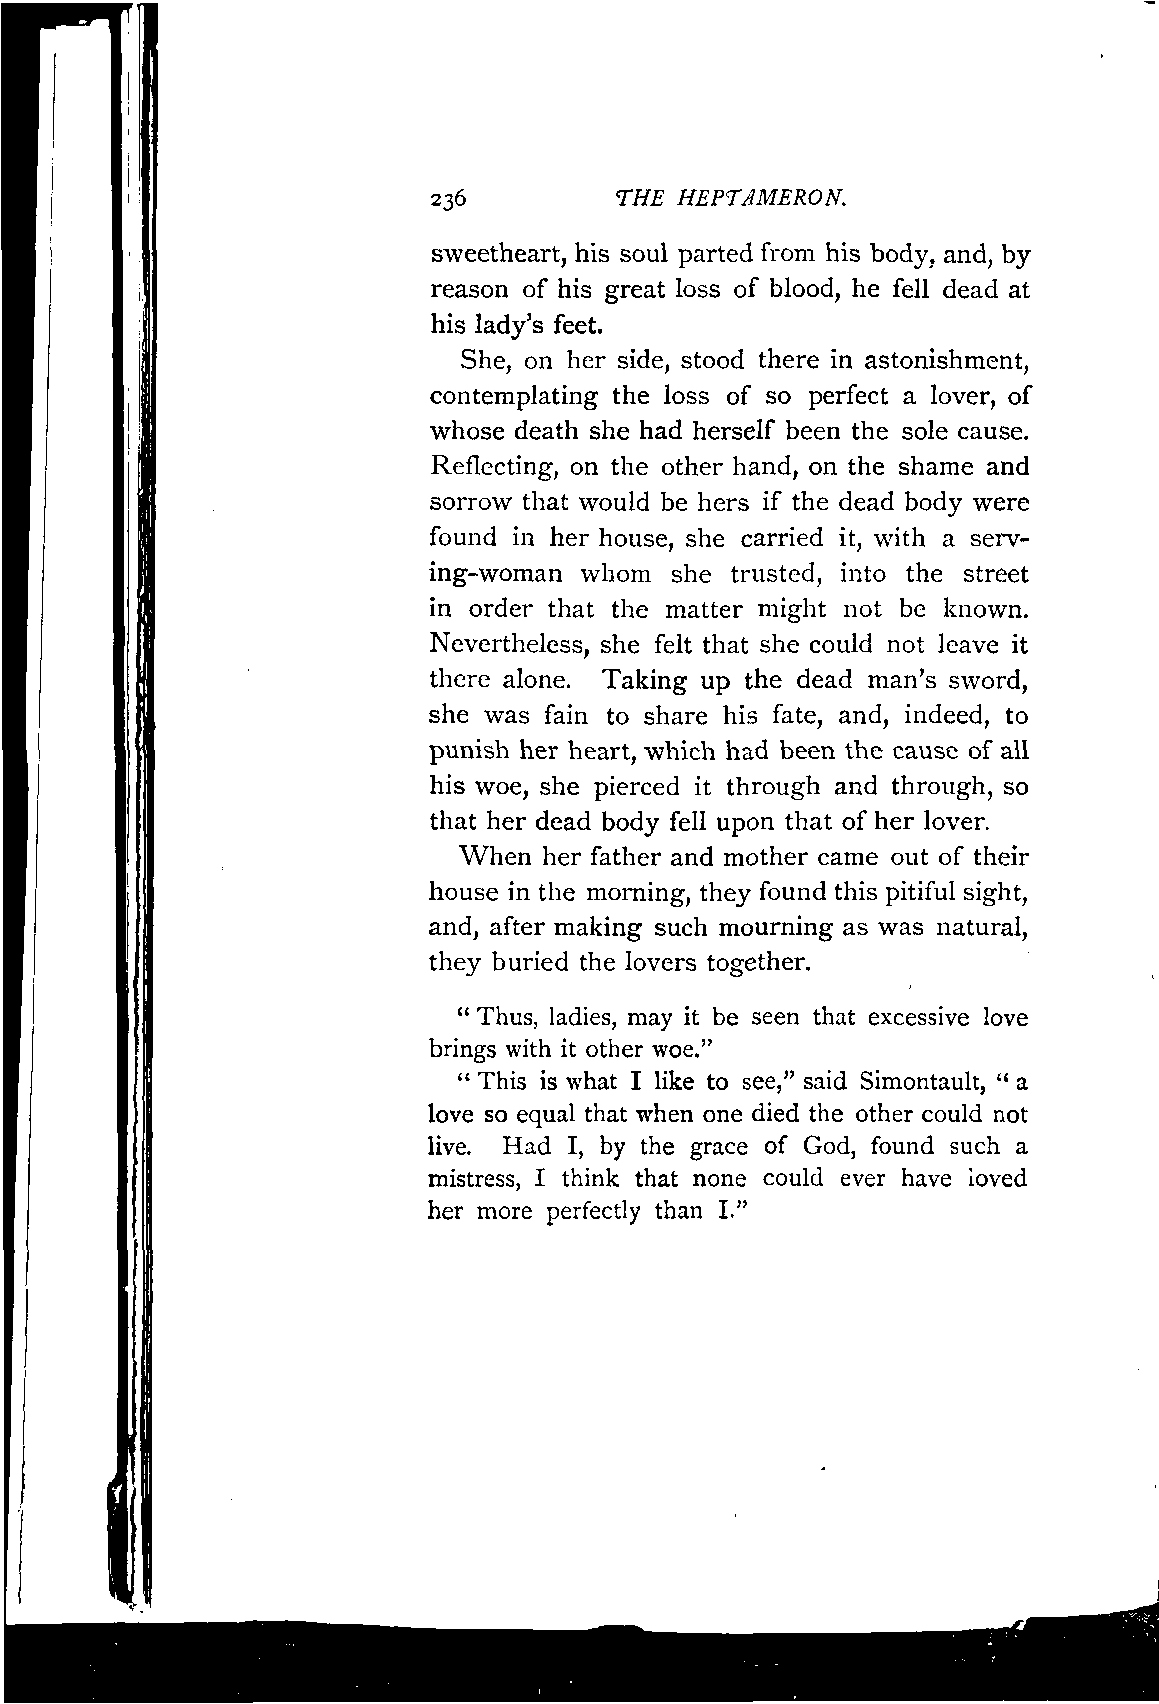 236 THE HEPTAMERON.
sweetheart, his soul parted from his body, and, by
reason of his great loss of blood, he fell dead at
his lady's feet.
She, on her side, stood there in astonishment,
contemplating the loss of so perfect a lover, of
whose death she had herself been the sole cause.
Reflecting, on the other hand, on the shame and
sorrow that would be hers if the dead body were
found in her house, she carried it, with a serv-
ing-woman whom she trusted, into the street
in order that the matter might not be known.
Nevertheless, she felt that she could not leave it
there alone. Taking up the dead man's sword,
she was fain to share his fate, and, indeed, to
punish her heart, which had been the cause of all
his woe, she pierced it through and through, so
that her dead body fell upon that of her lover.
When her father and mother came out of their
house in the morning, they found this pitiful sight,
and, after making such mourning as was natural,
they buried the lovers together.
“ Thus, ladies, may it be seen that excessive love
brings with it other woe.”
“ This is what I like to see,” said Simontault, “ a
love so equal that when one died the other could not
live. Had I, by the grace of God, found such a
mistress, I think that none could ever have loved
her more perfectly than I.”